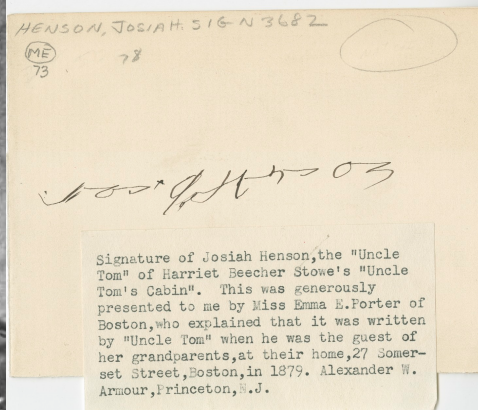 HENSON, JOSIAH. SIGN 3682
ME
73
78
Josiah Henson
Signature of Josiah Henson,the "Uncle
Tom" of Harriet Beecher Stowe's "Uncle
Tom's Cabin".  This was generously
presented to me by Miss Emma E.Porter of
Boston,who explained that it was written
by "Uncle Tom" when he was the guest of
her grandparents,at their home,27 Somer-
set Street,Boston,in 1879. Alexander W.
Armour,Princeton,N.J.